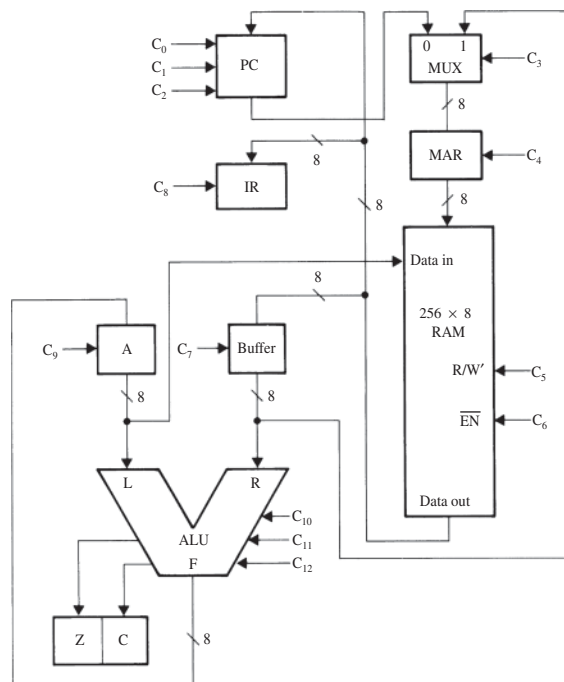 C₀
C₁
C₂
PC
0 1
MUX
C₃
8
8
MAR
C₄
8
8
C₈
IR
8
Data in
256 × 8
RAM
R/W′
C₅
E̅N̅
C₆
Data out
8
C₉
A
8
C₇
Buffer
8
L
R
ALU
F
C₁₀
C₁₁
C₁₂
Z
C
8